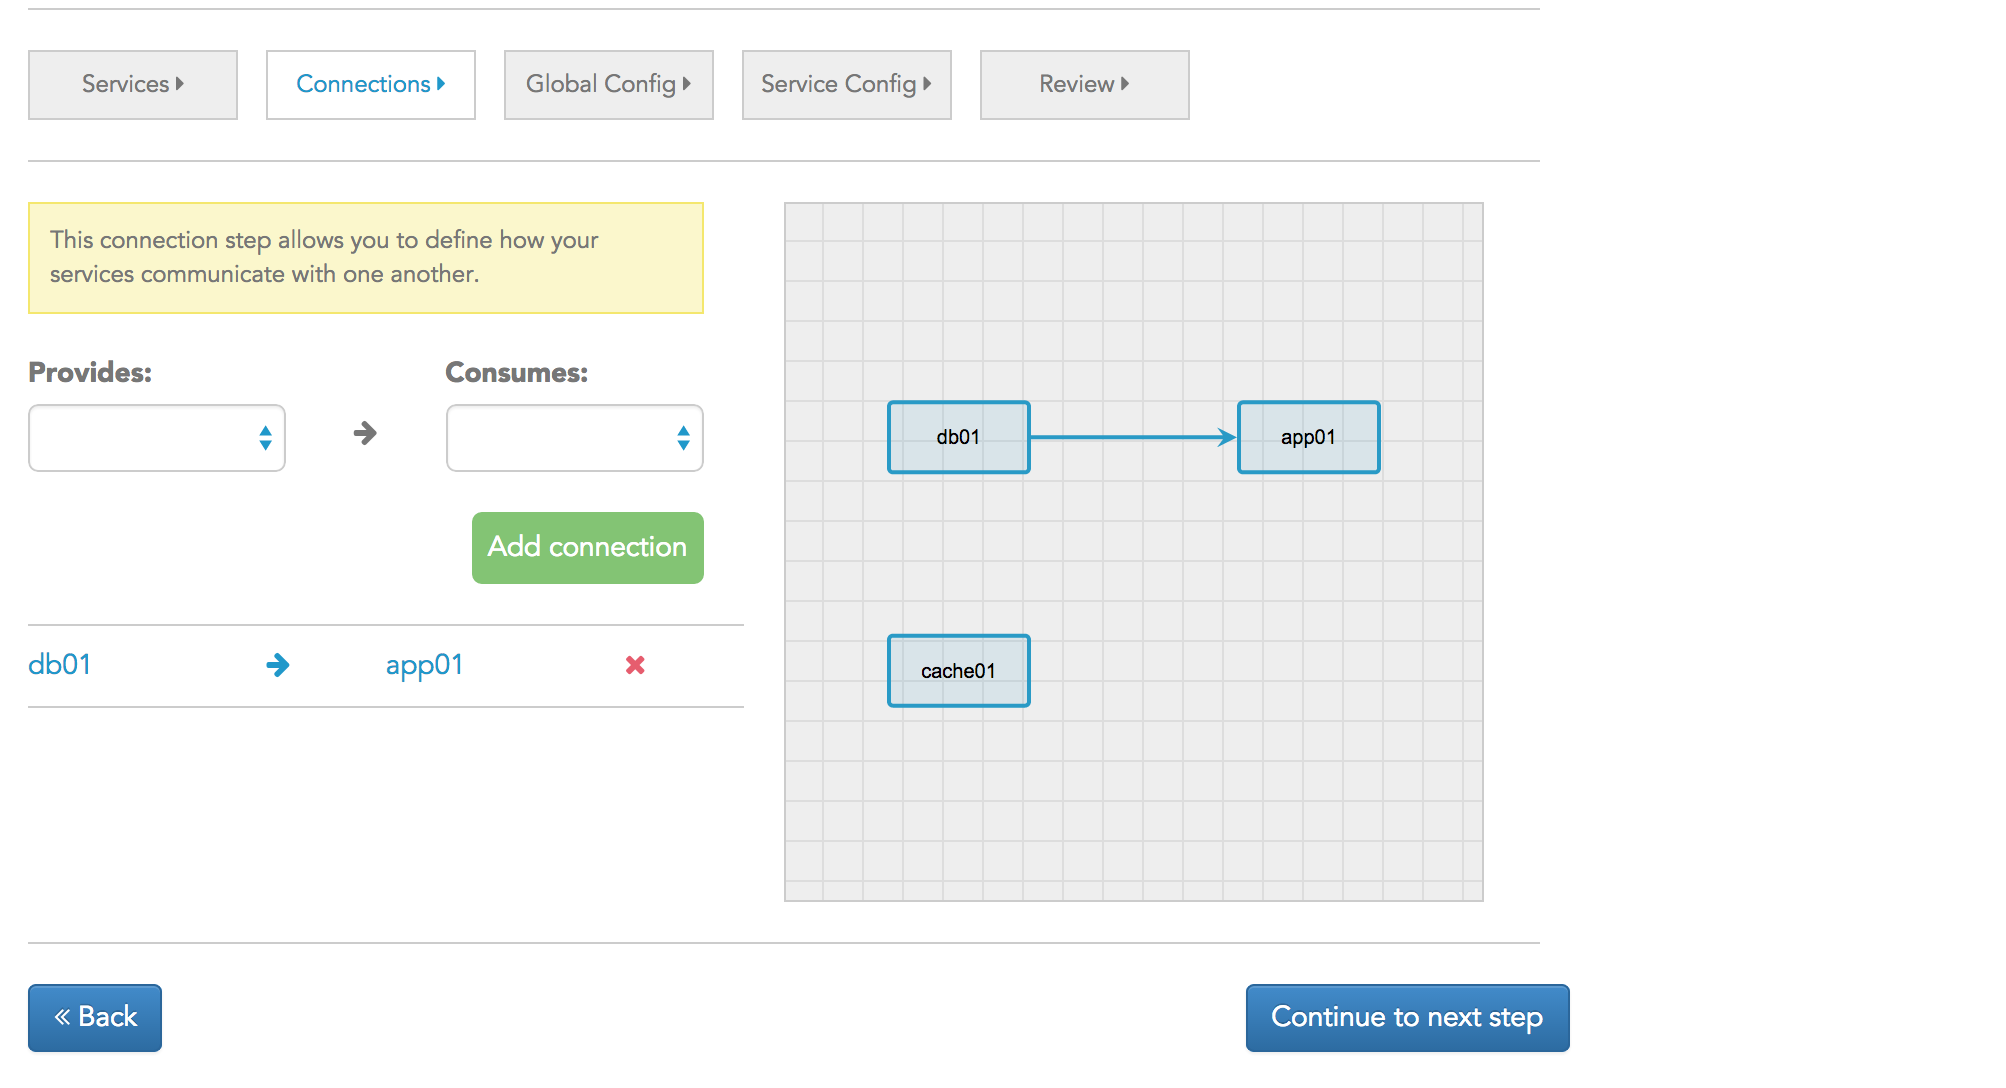 Services
Connections
Global Config
Service Config
Review
This connection step allows you to define how your
services communicate with one another.
Provides:
Consumes:
Add connection
db01
app01
db01
app01
cache01
« Back
Continue to next step